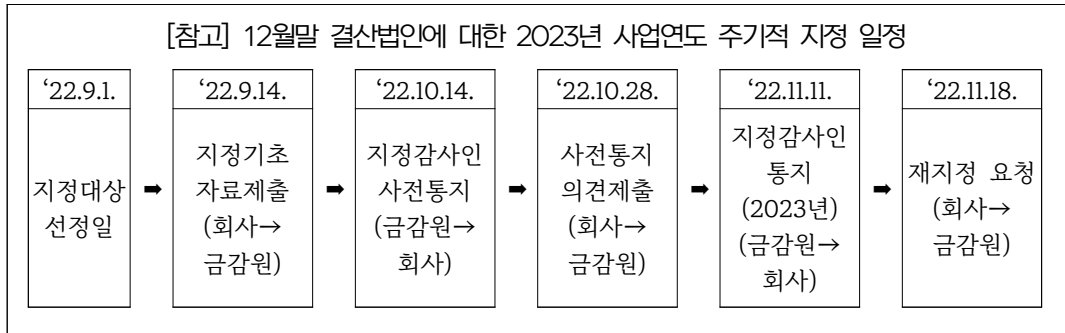 [참고] 12월말 결산법인에 대한 2023년 사업연도 주기적 지정 일정
‘22.9.1.
지정대상
선정일
➡
‘22.9.14.
지정기초
자료제출
(회사→
금감원)
➡
‘22.10.14.
지정감사인
사전통지
(금감원→
회사)
➡
‘22.10.28.
사전통지
의견제출
(회사→
금감원)
➡
‘22.11.11.
지정감사인
통지
(2023년)
(금감원→
회사)
➡
‘22.11.18.
재지정 요청
(회사→
금감원)